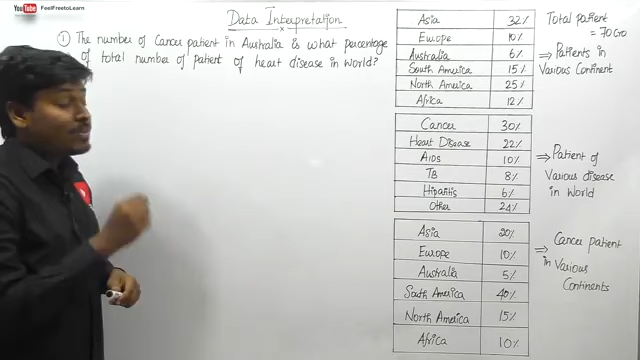 YouTube FeelFreetoLearn
Data Interpretation
① The number of Cancer patient in Australia is what percentage
of total number of patient of heart disease in World?
Asia 32%
Europe 10%
Australia 6%
South America 15%
North America 25%
Africa 12%
Total patient
= 7000
⇒ Patients in
Various Continent
Cancer 30%
Heart Disease 22%
AIDS 10%
TB 8%
Hipatitis 6%
Other 24%
⇒ Patient of
Various disease
in World
Asia 20%
Europe 10%
Australia 5%
South America 40%
North America 15%
Africa 10%
⇒ Cancer patient
in Various
Continents